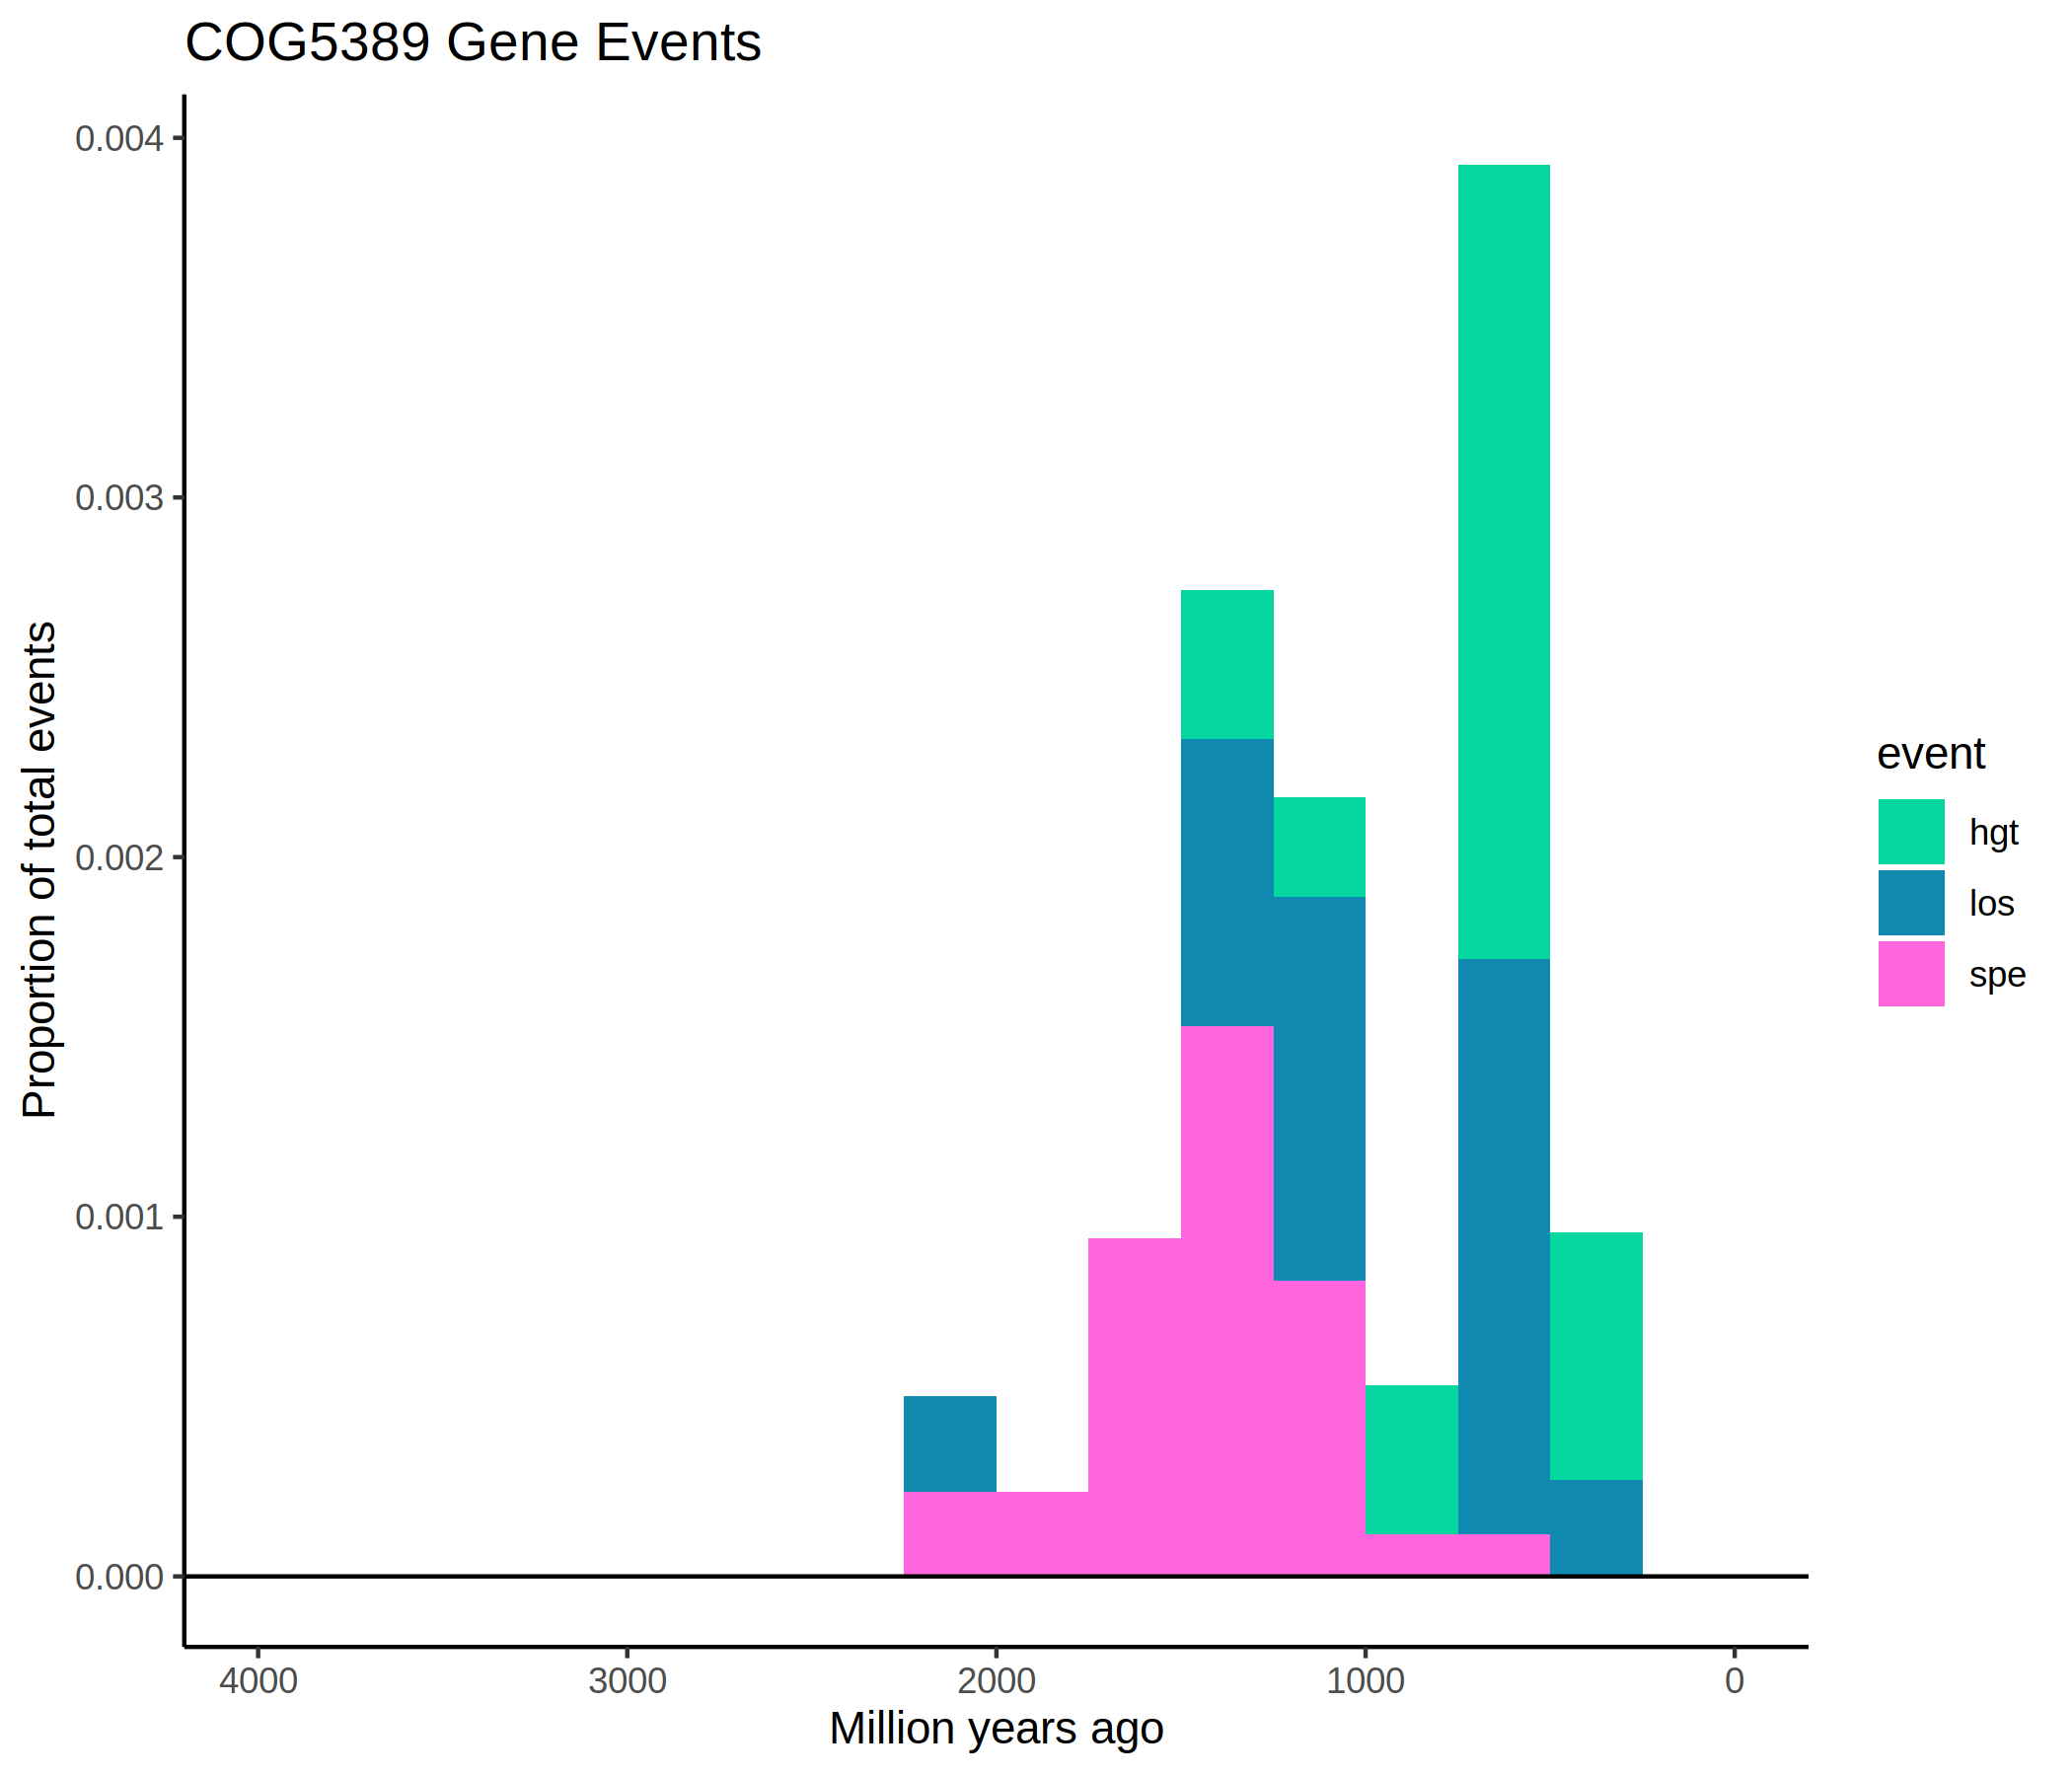 COG5389 Gene Events
Proportion of total events
0.004
0.003
0.002
0.001
0.000
4000 3000 2000 1000 0
Million years ago
event
hgt
los
spe